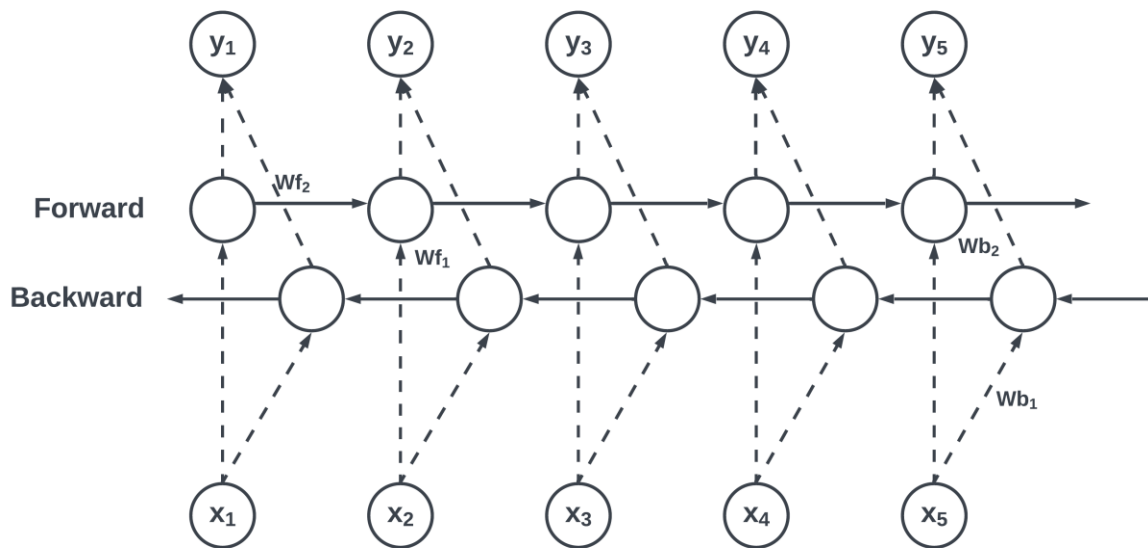 y₁ y₂ y₃ y₄ y₅
Wf₂
Forward
Wb₂
Wf₁
Backward
Wb₁
x₁ x₂ x₃ x₄ x₅